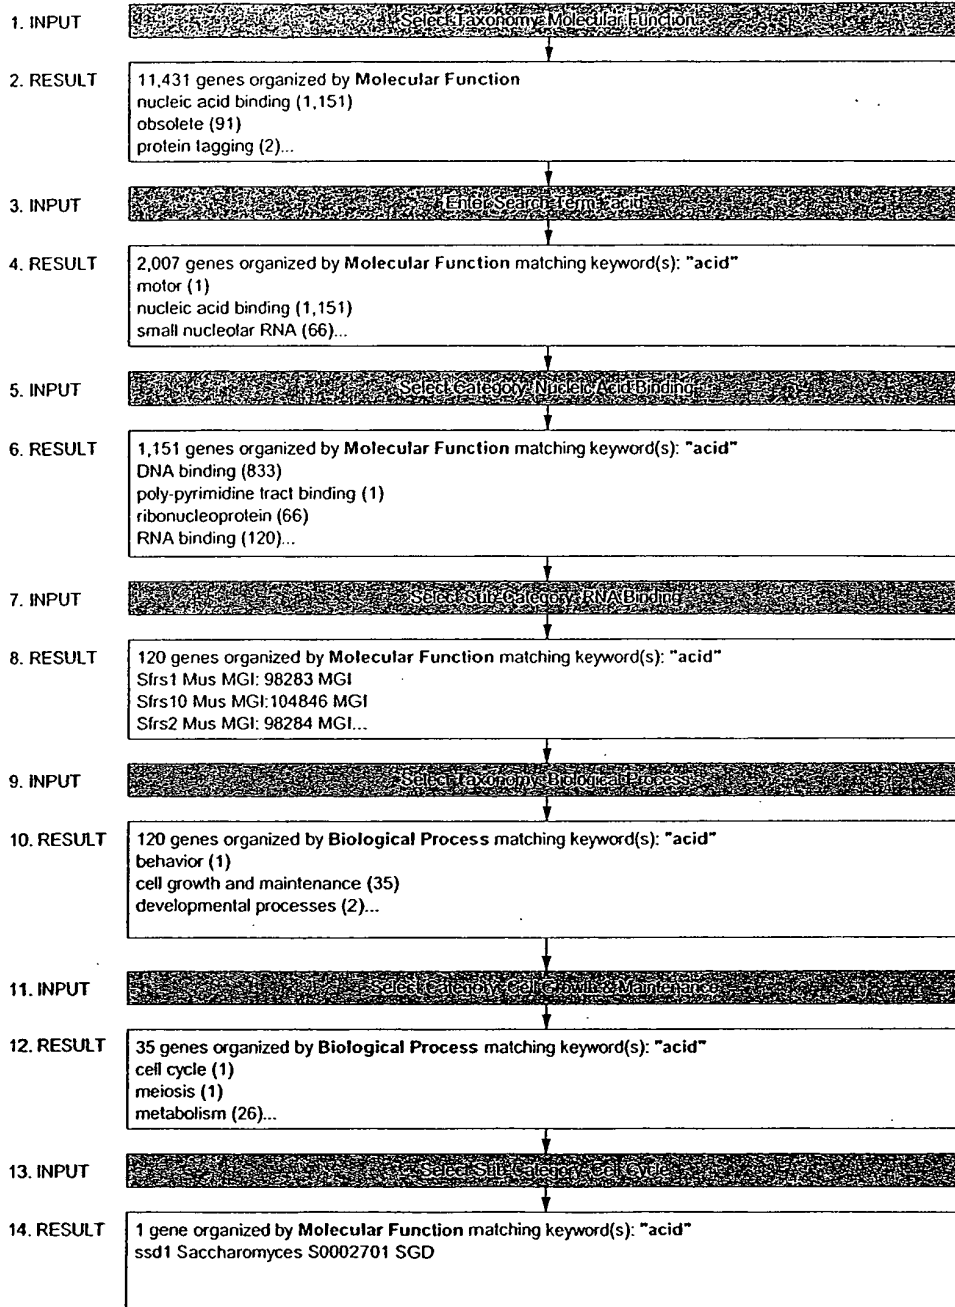 1. INPUT
Select Taxonomy: Molecular Function
2. RESULT
11,431 genes organized by Molecular Function
nucleic acid binding (1,151)
obsolete (91)
protein tagging (2)...
3. INPUT
Enter Search Term: acid
4. RESULT
2,007 genes organized by Molecular Function matching keyword(s): "acid"
motor (1)
nucleic acid binding (1,151)
small nucleolar RNA (66)...
5. INPUT
Select Category: Nucleic Acid Binding
6. RESULT
1,151 genes organized by Molecular Function matching keyword(s): "acid"
DNA binding (833)
poly-pyrimidine tract binding (1)
ribonucleoprotein (66)
RNA binding (120)...
7. INPUT
Select Sub-Category: RNA Binding
8. RESULT
120 genes organized by Molecular Function matching keyword(s): "acid"
Sfrs1 Mus MGI: 98283 MGI
Sfrs10 Mus MGI:104846 MGI
Sfrs2 Mus MGI: 98284 MGI...
9. INPUT
Select Taxonomy: Biological Process
10. RESULT
120 genes organized by Biological Process matching keyword(s): "acid"
behavior (1)
cell growth and maintenance (35)
developmental processes (2)...
11. INPUT
Select Category: Cell Growth & Maintenance
12. RESULT
35 genes organized by Biological Process matching keyword(s): "acid"
cell cycle (1)
meiosis (1)
metabolism (26)...
13. INPUT
Select Sub-Category: Cell Cycle
14. RESULT
1 gene organized by Molecular Function matching keyword(s): "acid"
ssd1 Saccharomyces S0002701 SGD